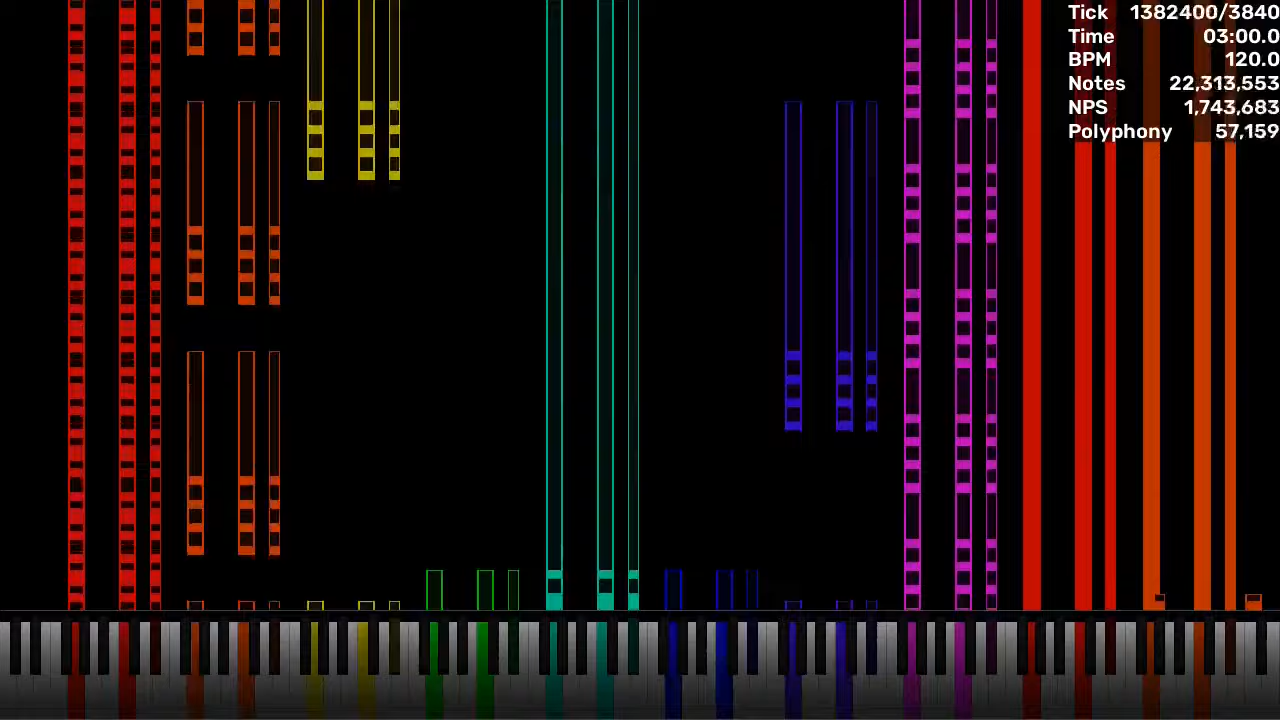 Tick 1382400/3840
Time 03:00.0
BPM 120.0
Notes 22,313,553
NPS 1,743,683
Polyphony 57,159